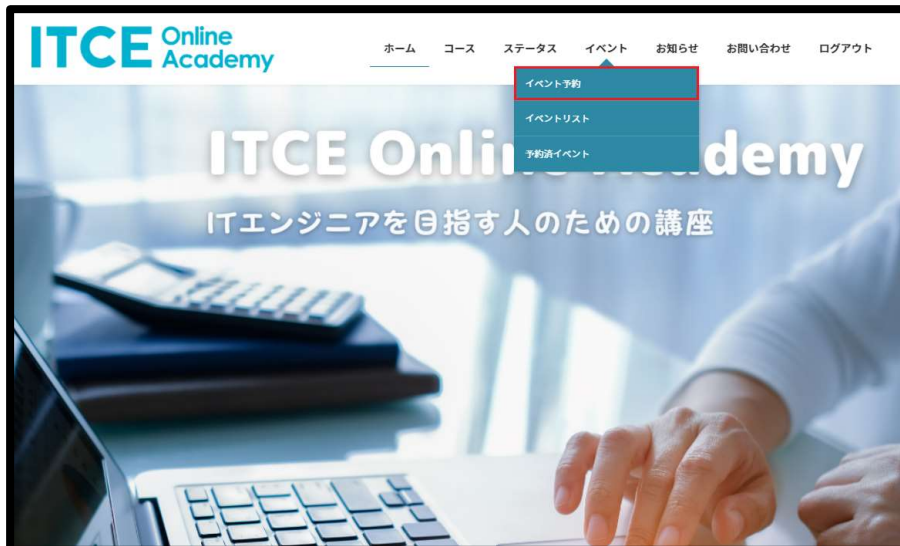 ITCE Online Academy
ホーム コース ステータス イベント お知らせ お問い合わせ ログアウト
イベント予約
イベントリスト
予約済イベント
ITCE Onli demy
ITエンジニアを目指す人のための講座